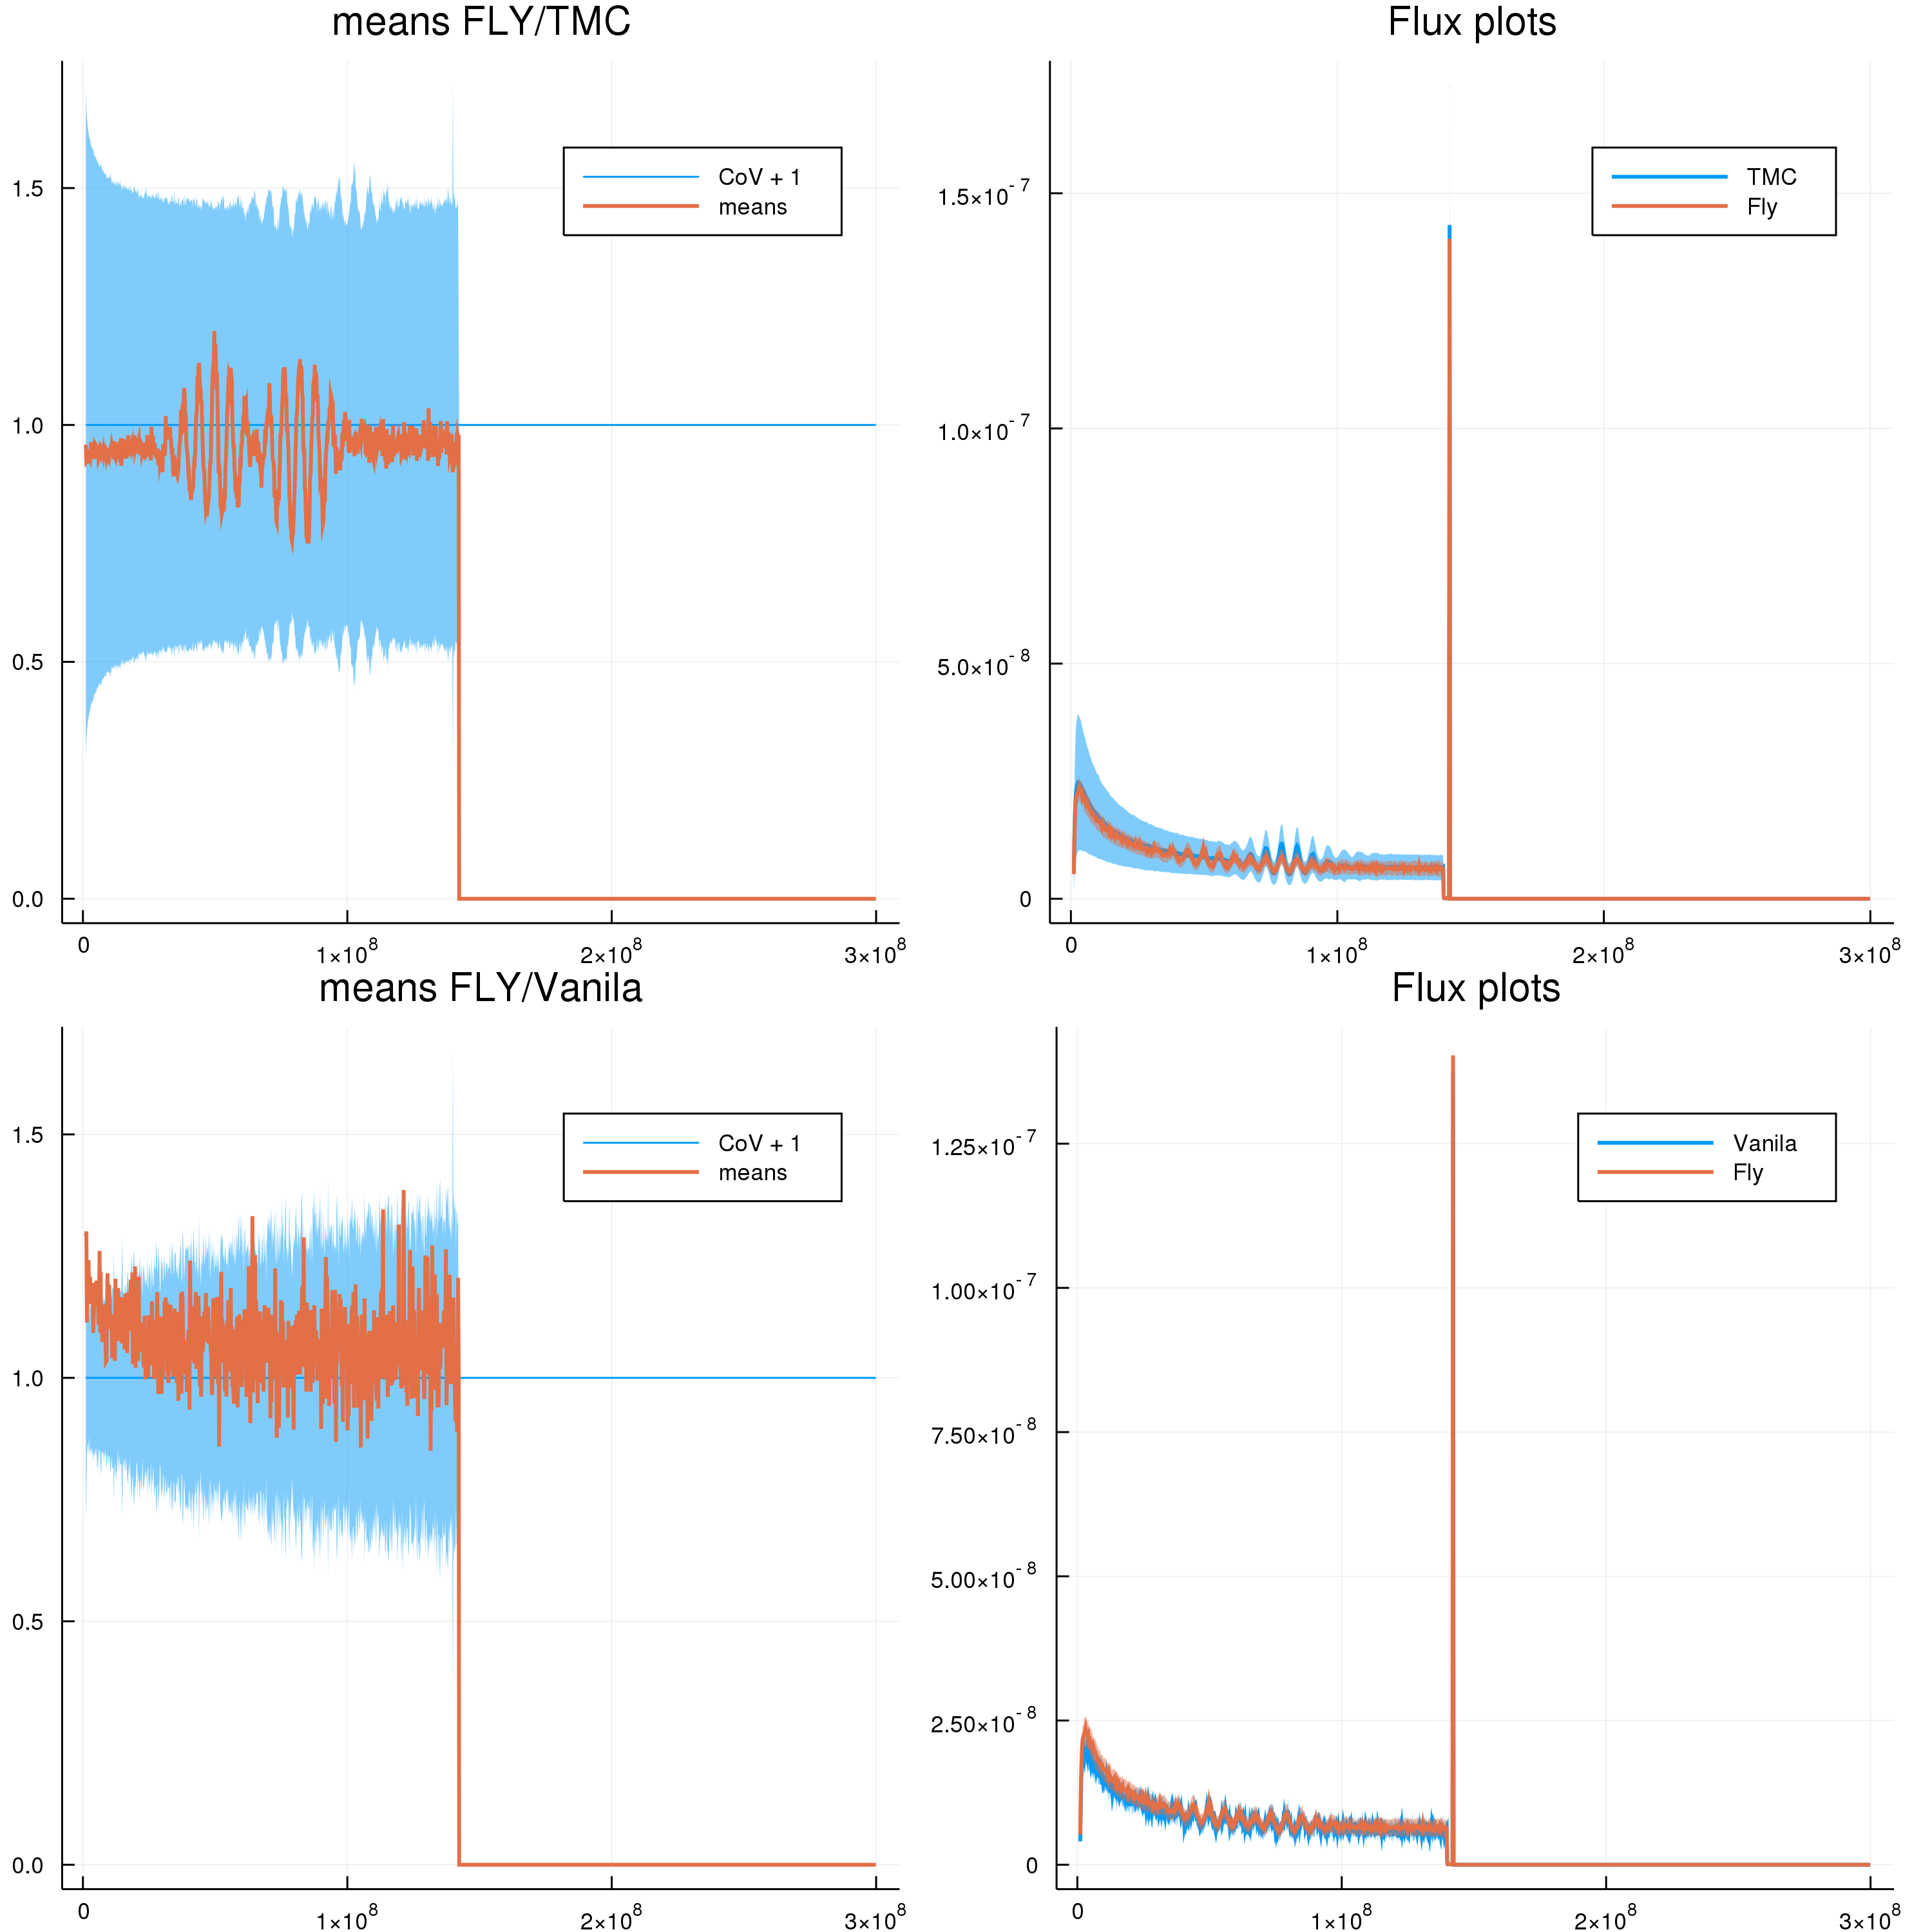 means FLY/TMC
1.5
1.0
0.5
0.0
0
1×10⁸
2×10⁸
3×10⁸
CoV + 1
means
Flux plots
1.5×10⁻⁷
1.0×10⁻⁷
5.0×10⁻⁸
0
0
1×10⁸
2×10⁸
3×10⁸
TMC
Fly
means FLY/Vanila
1.5
1.0
0.5
0.0
0
1×10⁸
2×10⁸
3×10⁸
CoV + 1
means
Flux plots
1.25×10⁻⁷
1.00×10⁻⁷
7.50×10⁻⁸
5.00×10⁻⁸
2.50×10⁻⁸
0
0
1×10⁸
2×10⁸
3×10⁸
Vanila
Fly